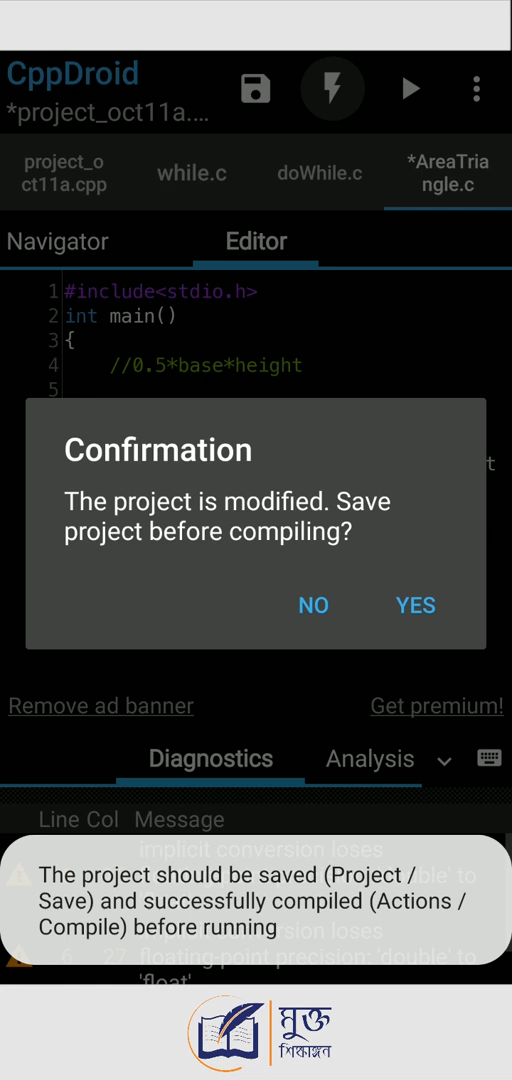 CppDroid
*project_oct11a....
project_o
ct11a.cpp
while.c
doWhile.c
*AreaTria
ngle.c
Navigator
Editor
1 #include<stdio.h>
2 int main()
3 {
4 //0.5*base*height
5
t
Confirmation
The project is modified. Save
project before compiling?
NO
YES
Remove ad banner
Get premium!
Diagnostics
Analysis
Line Col Message
implicit conversion loses
The project should be saved (Project /
Save) and successfully compiled (Actions /
Compile) before running
6 27 floating-point precision: 'double' to
'float'
মুক্ত
শিক্ষাঙ্গন